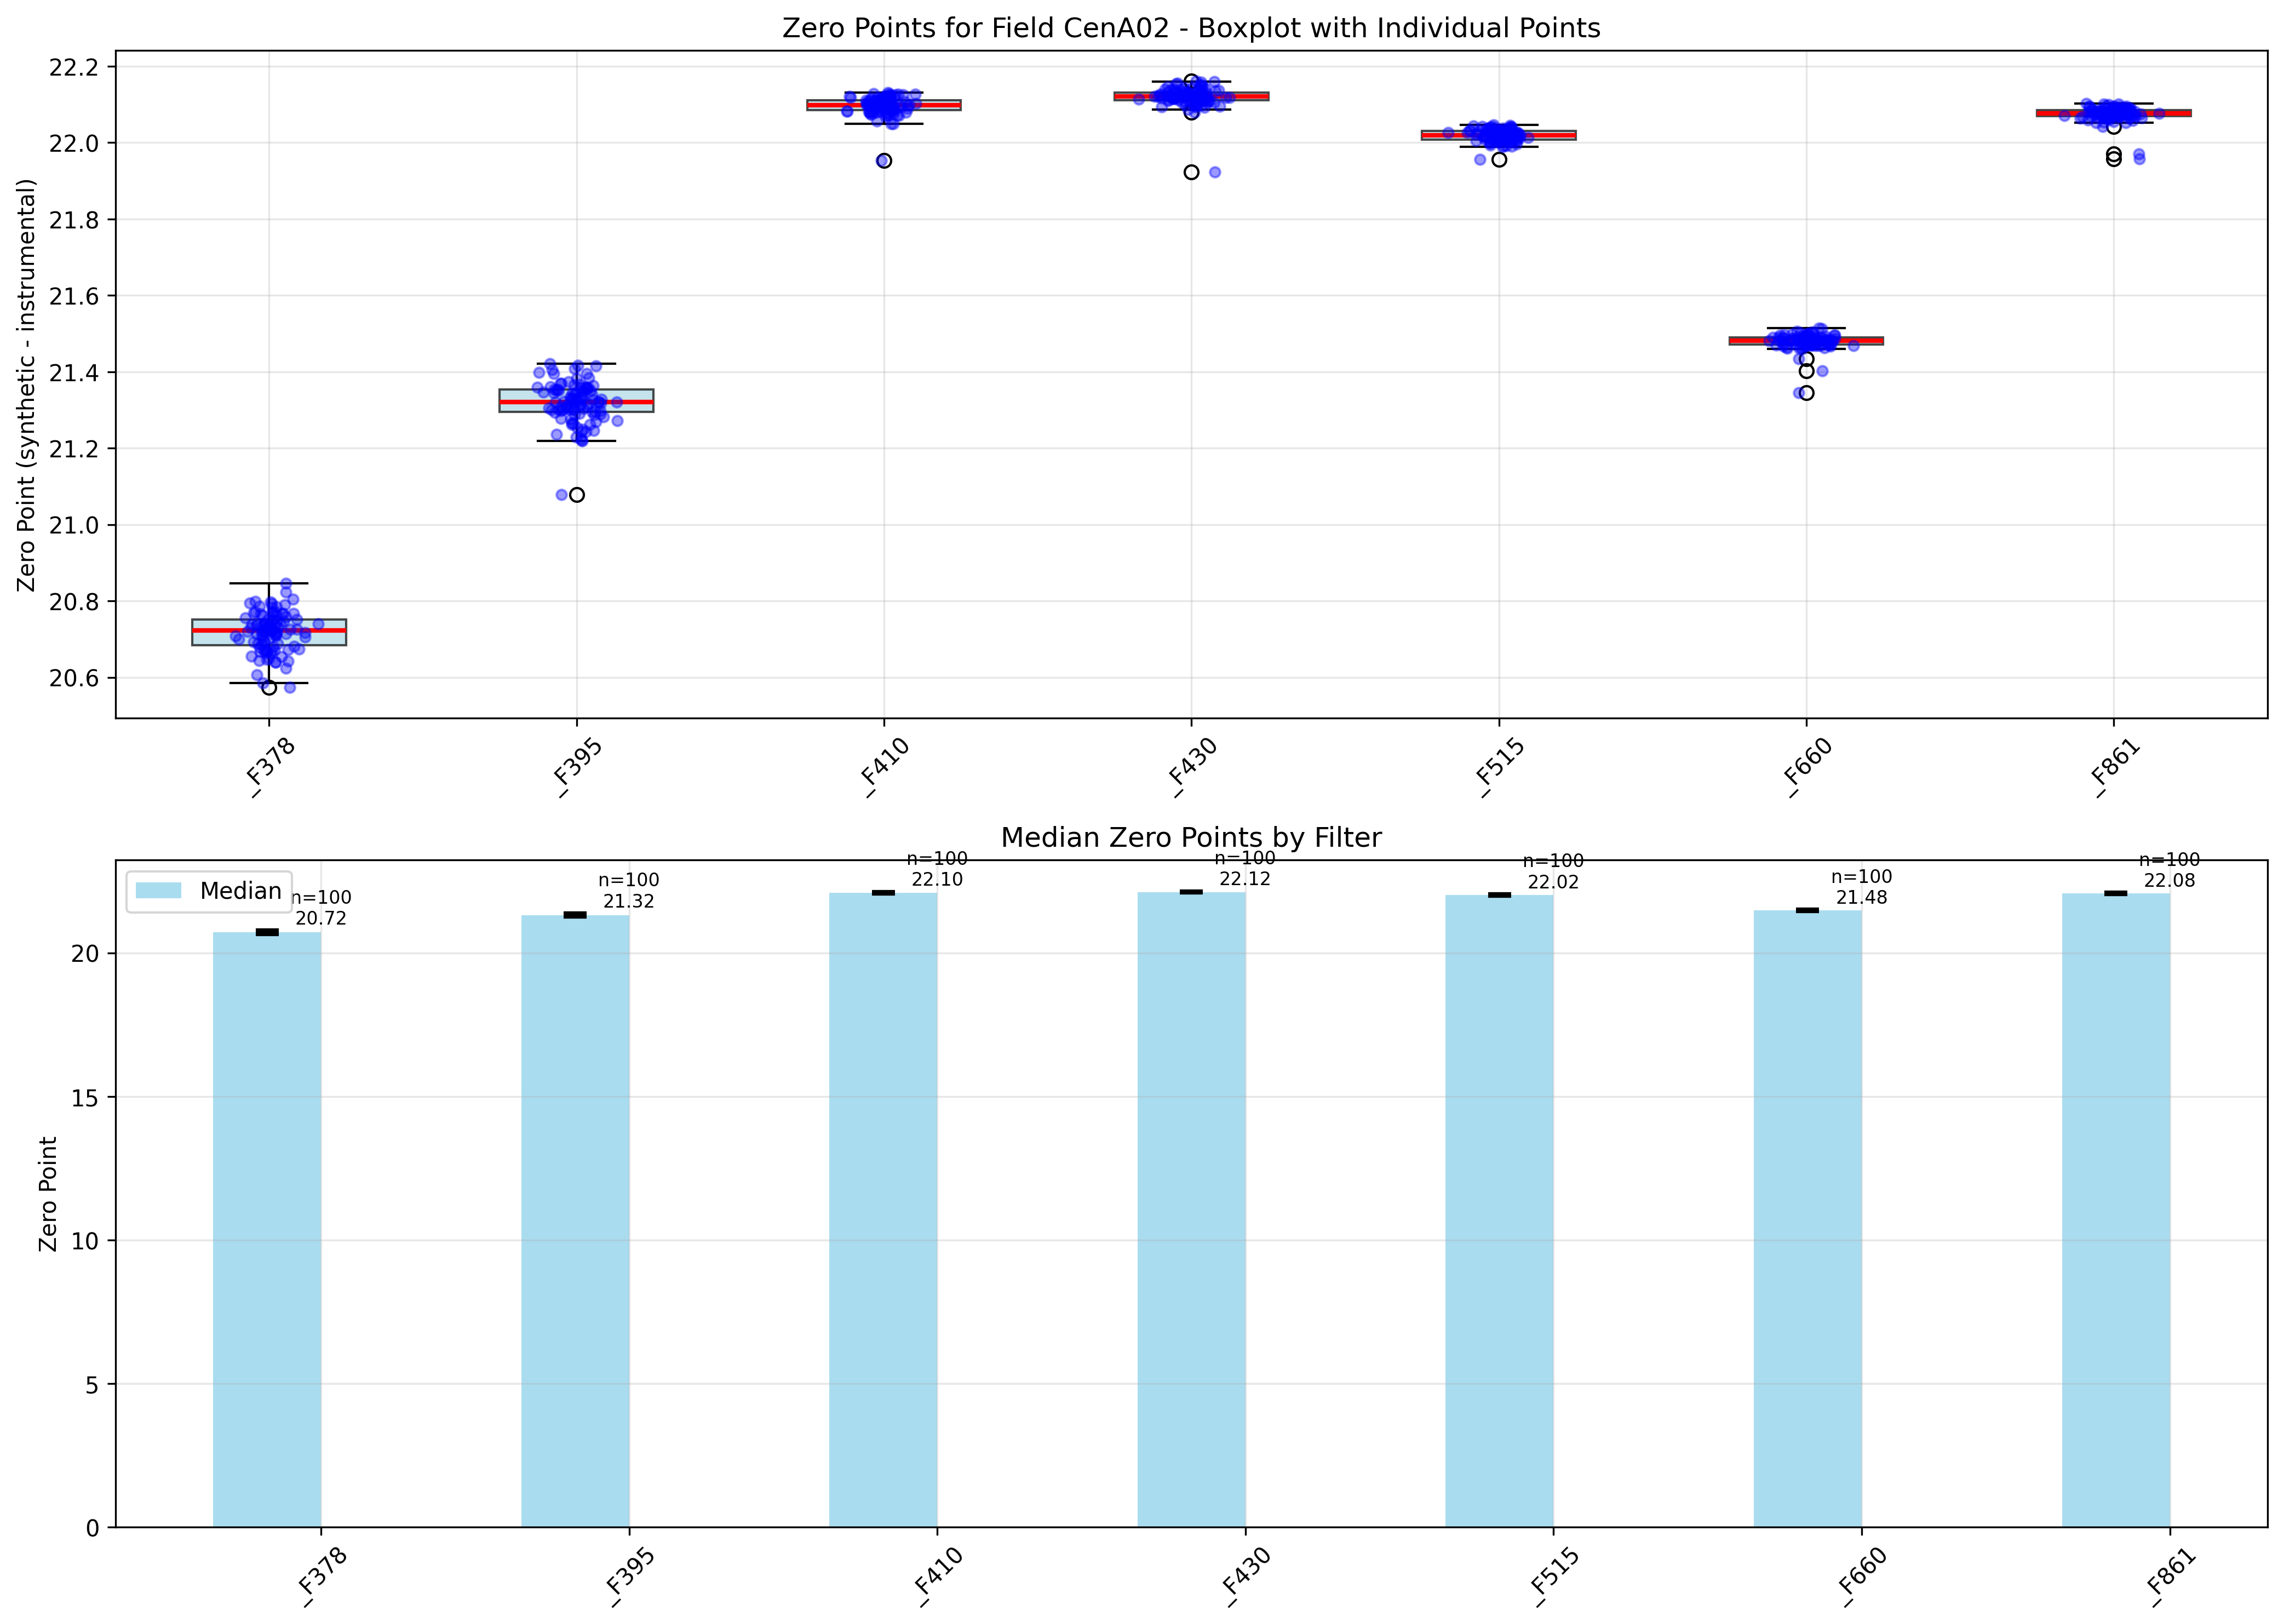 Zero Points for Field CenA02 - Boxplot with Individual Points
Zero Point (synthetic - instrumental)
22.2
22.0
21.8
21.6
21.4
21.2
21.0
20.8
20.6
_F378
_F395
_F410
_F430
_F515
_F660
_F861
Median Zero Points by Filter
Median
n=100
20.72
n=100
21.32
n=100
22.10
n=100
22.12
n=100
22.02
n=100
21.48
n=100
22.08
Zero Point
20
15
10
5
0
_F378
_F395
_F410
_F430
_F515
_F660
_F861